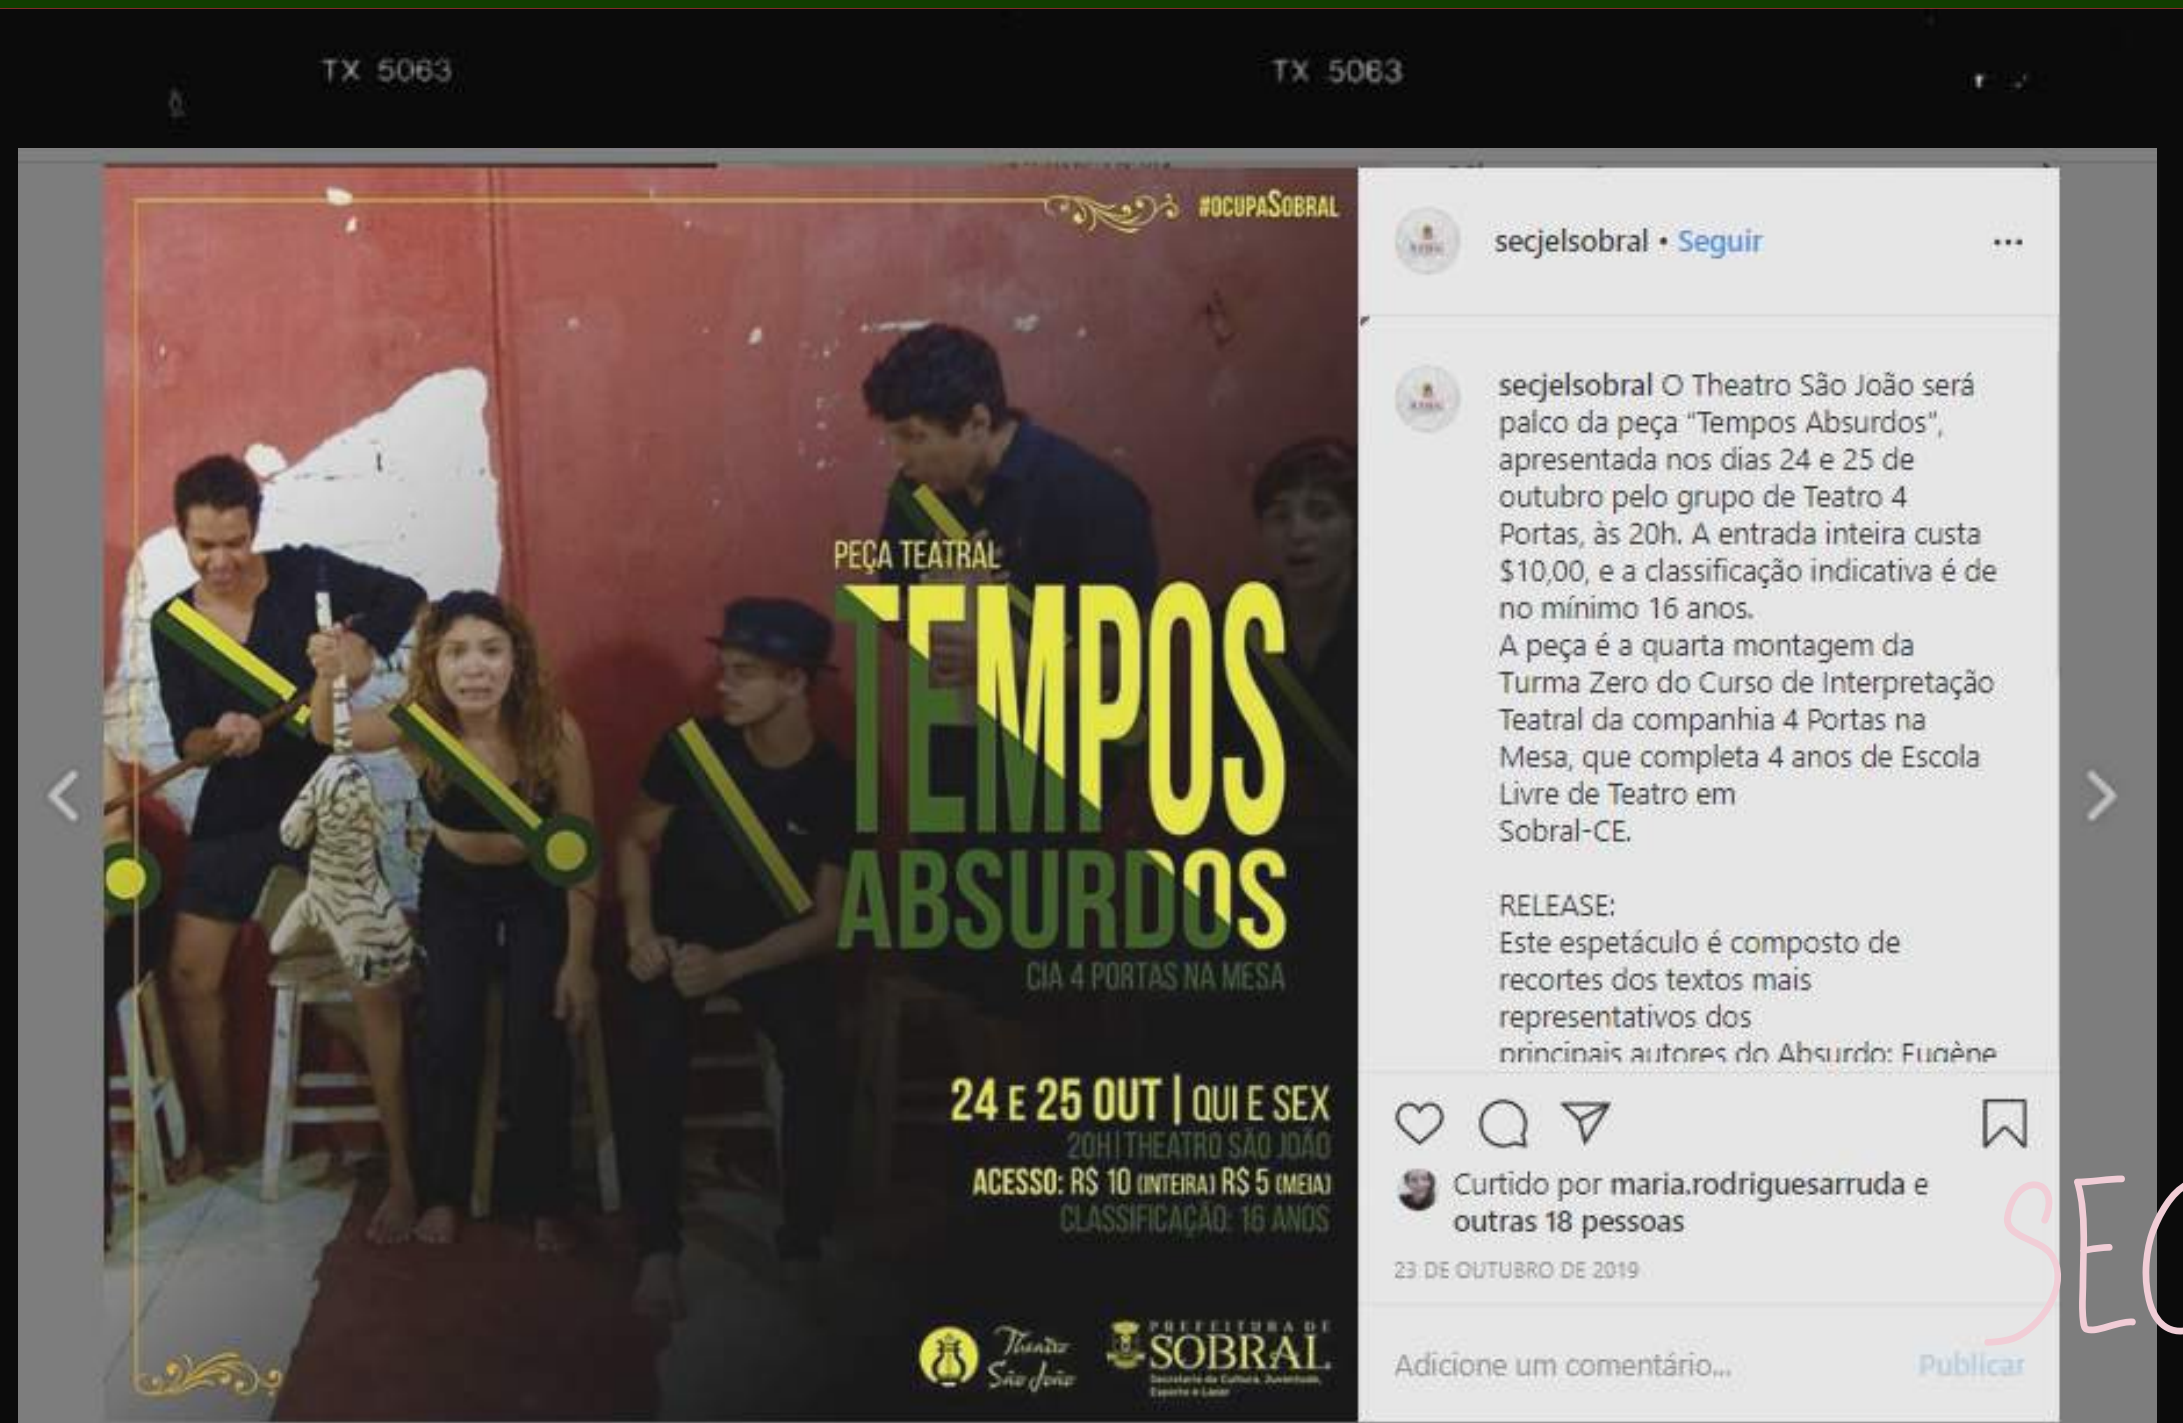 TX 5063
TX 5063
#OCUPASOBRAL
PEÇA TEATRAL
TEMPOS
ABSURDOS
CIA 4 PORTAS NA MESA
24 E 25 OUT | QUI E SEX
20H | THEATRO SÃO JOÃO
ACESSO: R$ 10 (INTEIRA) R$ 5 (MEIA)
CLASSIFICAÇÃO: 16 ANOS
Theatro
São João
PREFEITURA DE
SOBRAL
Secretaria da Cultura, Juventude,
Esporte e Lazer
secjelsobral • Seguir
secjelsobral O Theatro São João será
palco da peça “Tempos Absurdos”,
apresentada nos dias 24 e 25 de
outubro pelo grupo de Teatro 4
Portas, às 20h. A entrada inteira custa
$10,00, e a classificação indicativa é de
no mínimo 16 anos.
A peça é a quarta montagem da
Turma Zero do Curso de Interpretação
Teatral da companhia 4 Portas na
Mesa, que completa 4 anos de Escola
Livre de Teatro em
Sobral-CE.
RELEASE:
Este espetáculo é composto de
recortes dos textos mais
representativos dos
principais autores do Absurdo: Eugène
Curtido por maria.rodriguesarruda e
outras 18 pessoas
23 DE OUTUBRO DE 2019
Adicione um comentário...
Publicar